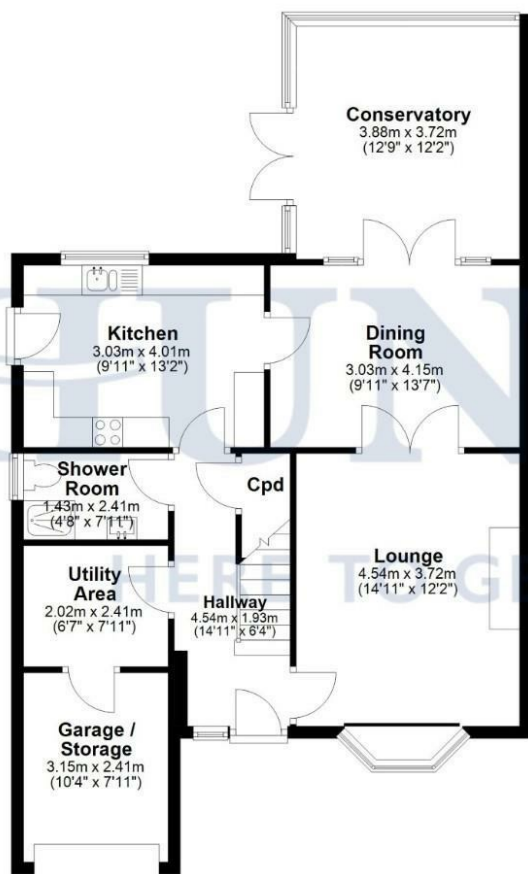 Conservatory
3.88m x 3.72m
(12'9" x 12'2")
Kitchen
3.03m x 4.01m
(9'11" x 13'2")
Dining
Room
3.03m x 4.15m
(9'11" x 13'7")
Shower
Room
1.43m x 2.41m
(4'8" x 7'11")
Cpd
Lounge
4.54m x 3.72m
(14'11" x 12'2")
Utility
Area
2.02m x 2.41m
(6'7" x 7'11")
Hallway
4.54m x 1.93m
(14'11" x 6'4")
Garage /
Storage
3.15m x 2.41m
(10'4" x 7'11")
HUN
HERE TO GE